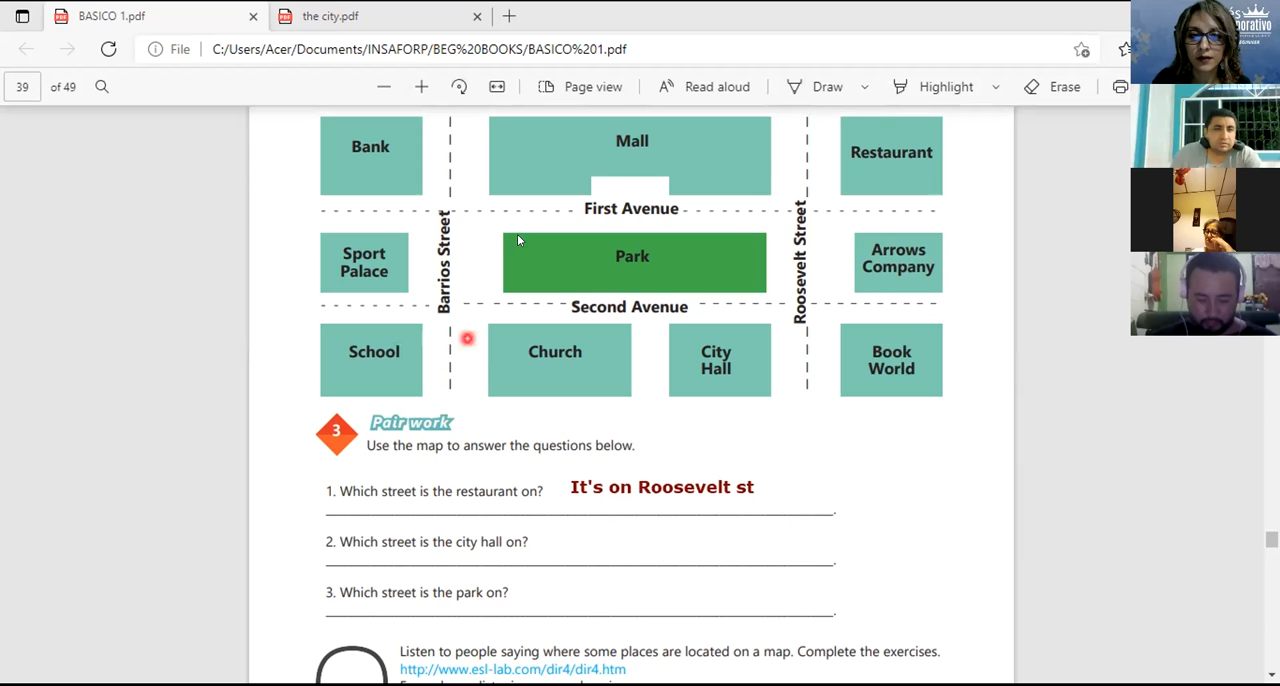 BASICO 1.pdf
the city.pdf
File
C:/Users/Acer/Documents/INSAFORP/BEG%20BOOKS/BASICO%201.pdf
39 of 49
Page view
Read aloud
Draw
Highlight
Erase
Bank
Mall
Restaurant
First Avenue
Sport
Palace
Barrios Street
Park
Roosevelt Street
Arrows
Company
Second Avenue
School
Church
City
Hall
Book
World
3
Pair work
Use the map to answer the questions below.
1. Which street is the restaurant on?
It's on Roosevelt st
2. Which street is the city hall on?
3. Which street is the park on?
Listen to people saying where some places are located on a map. Complete the exercises.
http://www.esl-lab.com/dir4/dir4.htm